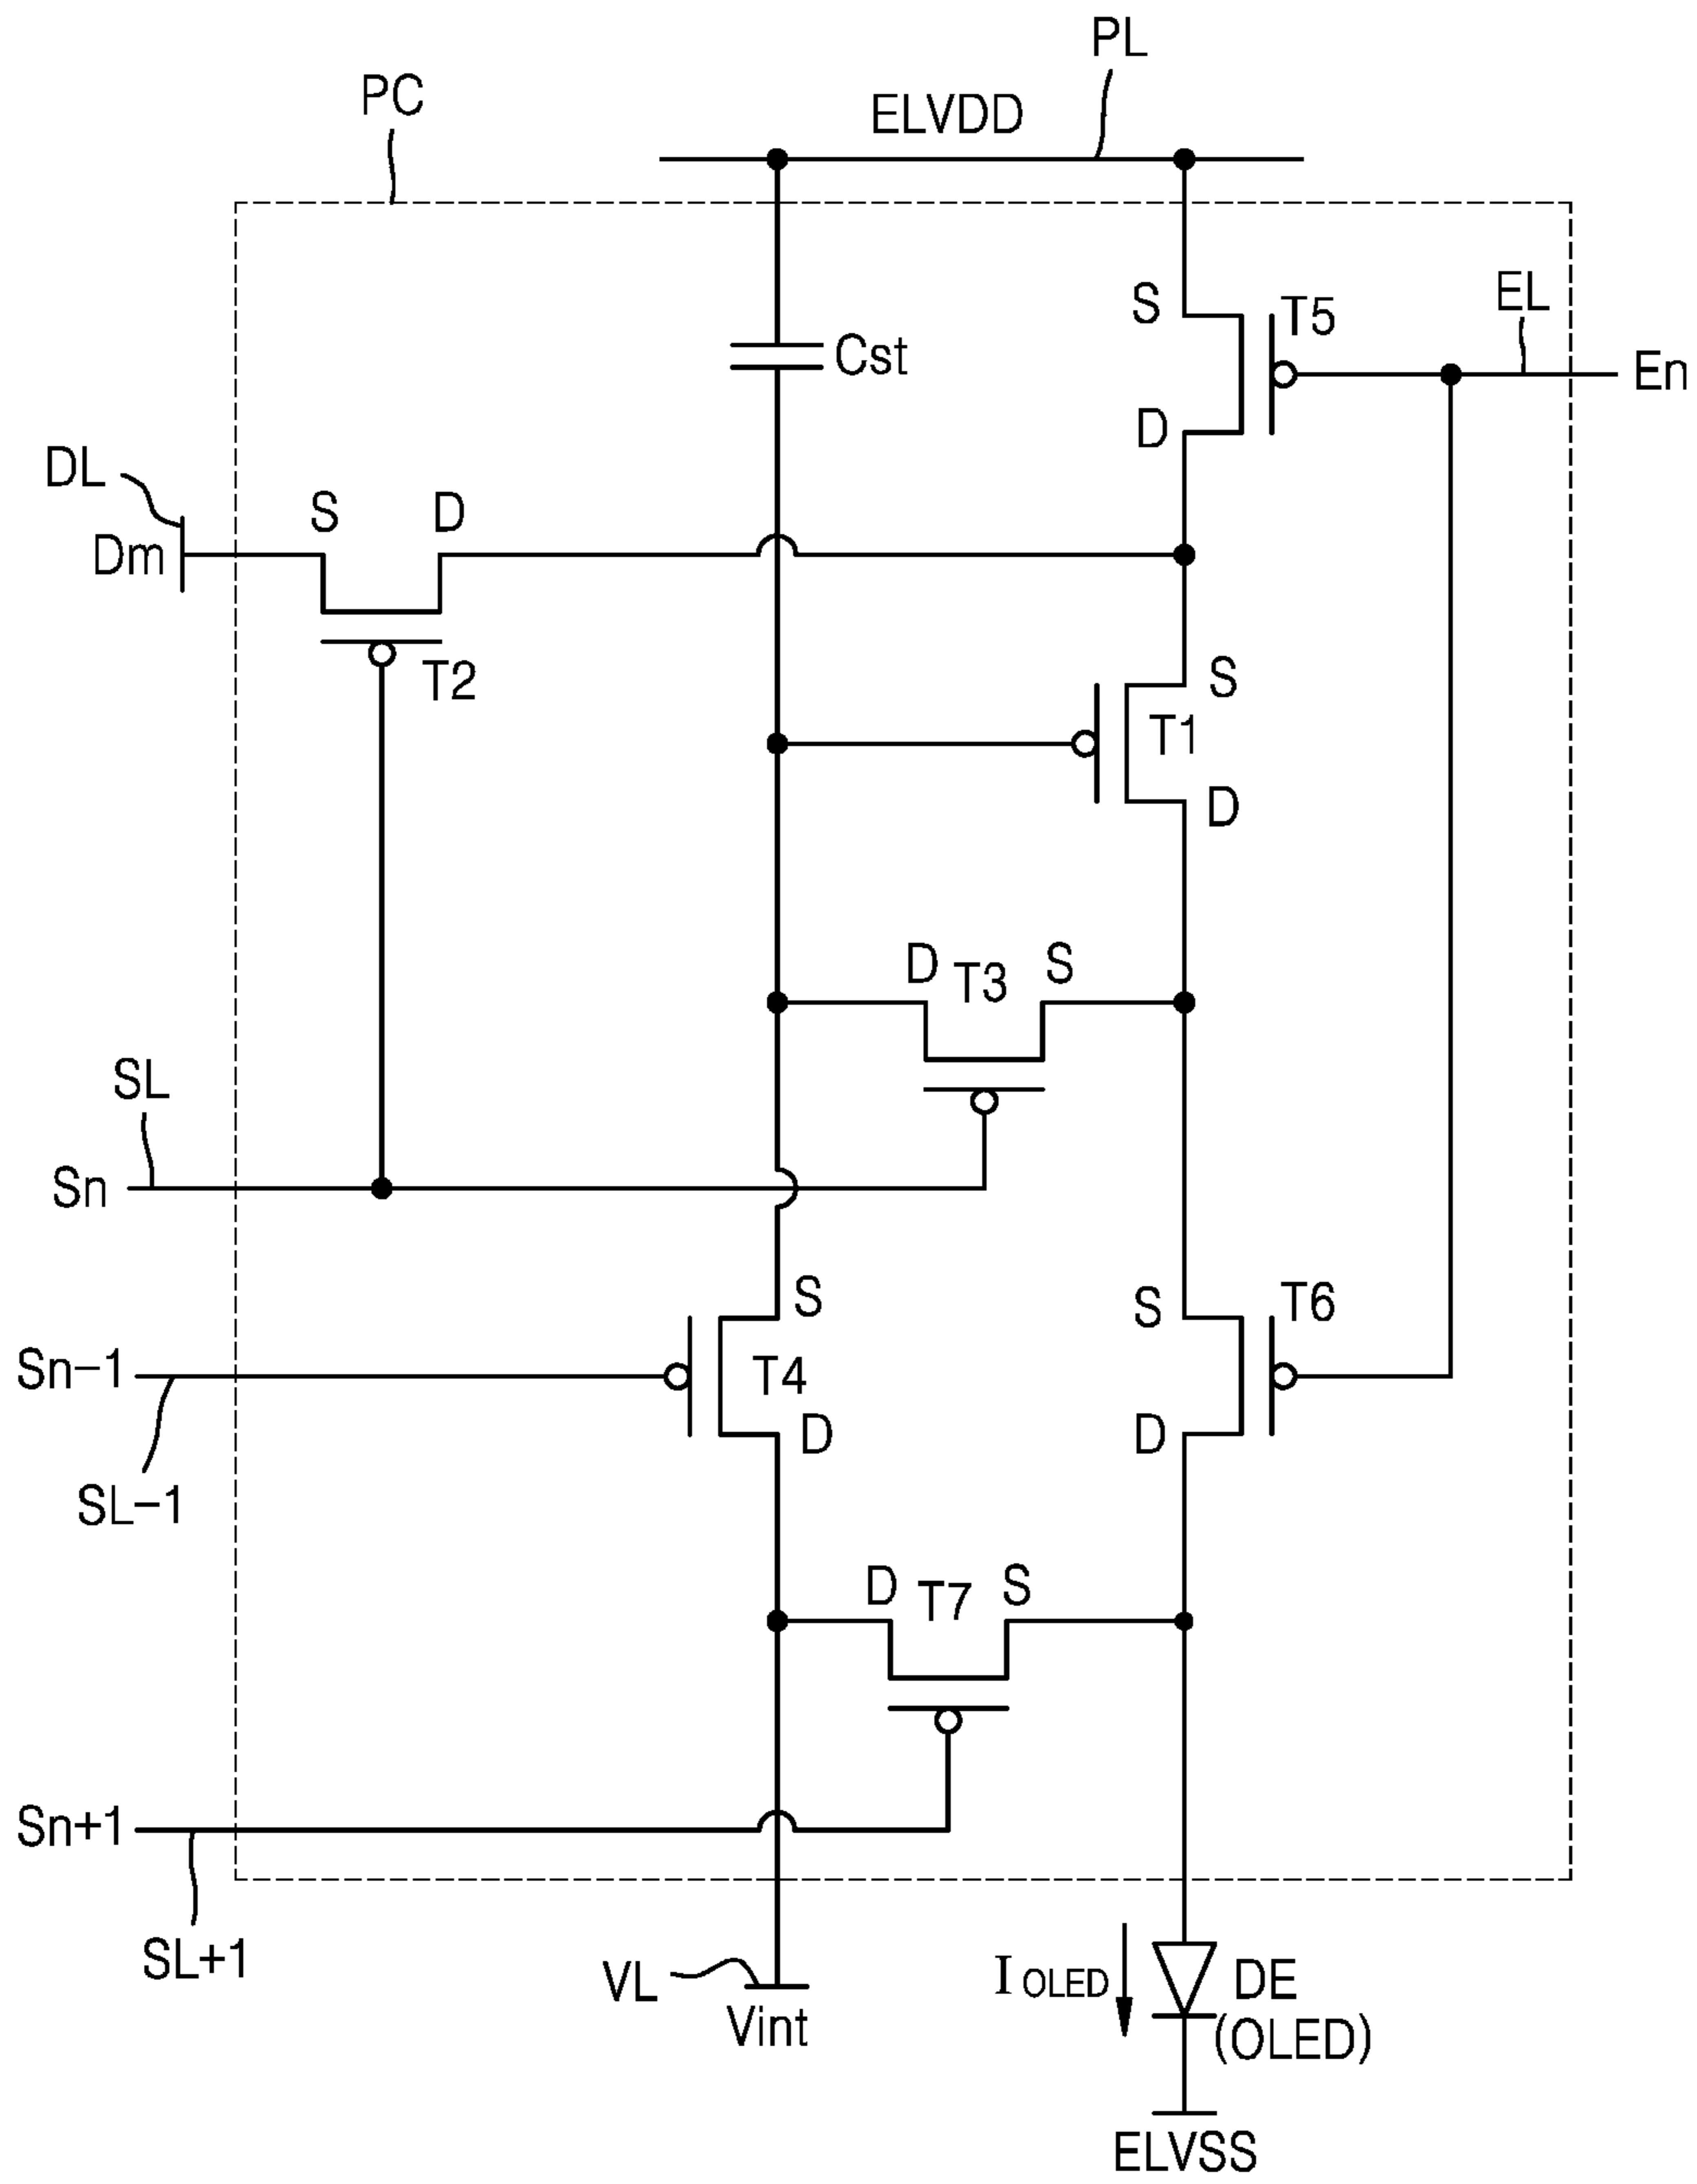 PL
PC
ELVDD
S
T5
EL
En
Cst
D
DL
S
D
Dm
T2
S
T1
D
D
T3
S
SL
Sn
S
S
T6
Sn-1
T4
D
D
SL-1
D
T7
S
Sn+1
SL+1
VL
Vint
I OLED
DE
(OLED)
ELVSS